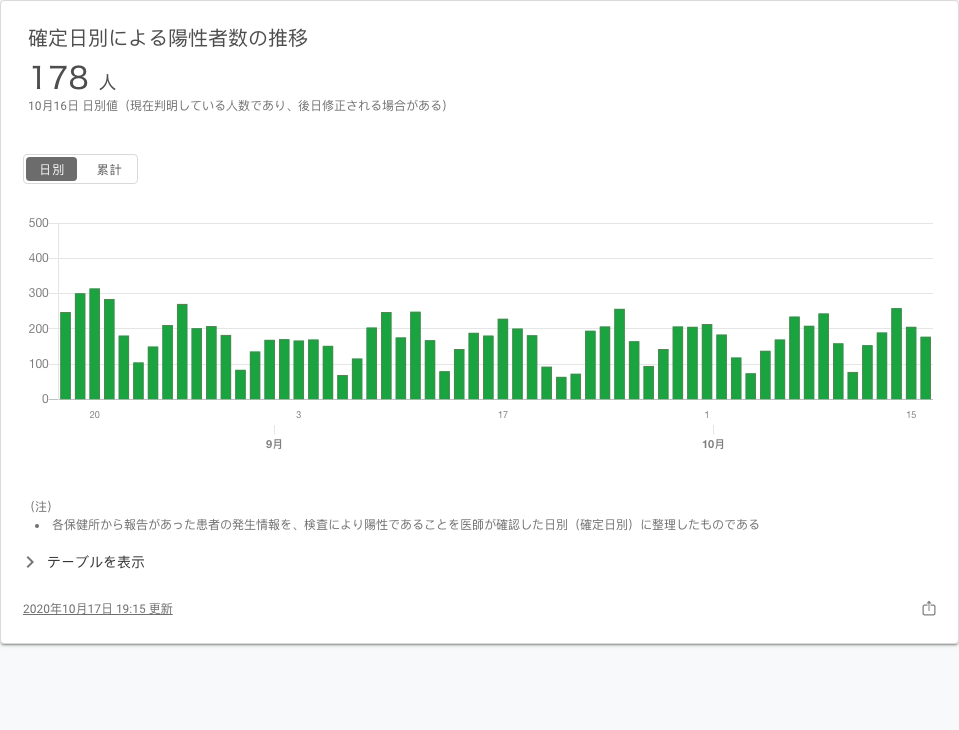 確定日別による陽性者数の推移
178 人
10月16日 日別値（現在判明している人数であり、後日修正される場合がある）
日別 累計
500
400
300
200
100
0
20 3 17 1 15
9月 10月
（注）
• 各保健所から報告があった患者の発生情報を、検査により陽性であることを医師が確認した日別（確定日別）に整理したものである
テーブルを表示
2020年10月17日 19:15 更新